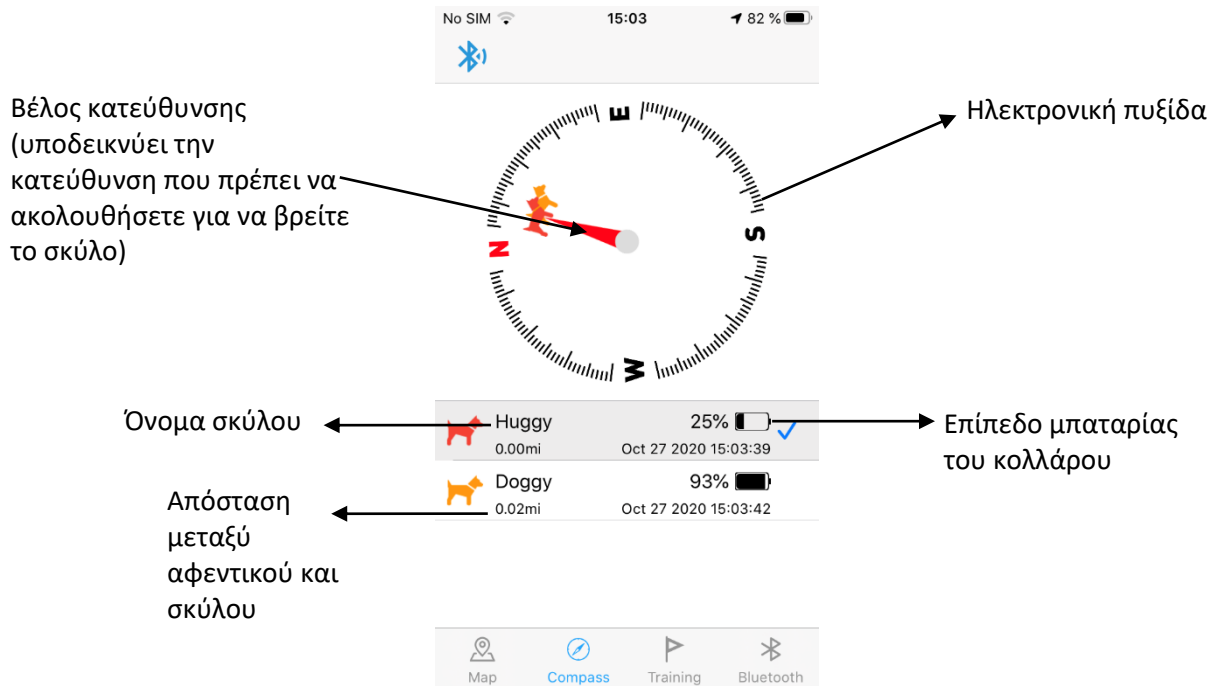 No SIM 15:03 82 %
Βέλος κατεύθυνσης
(υποδεικνύει την
κατεύθυνση που πρέπει να
ακολουθήσετε για να βρείτε
το σκύλο)
Ηλεκτρονική πυξίδα
E
N
S
W
Όνομα σκύλου
Huggy 25%
0.00mi Oct 27 2020 15:03:39
Επίπεδο μπαταρίας
του κολλάρου
Doggy 93%
0.02mi Oct 27 2020 15:03:42
Απόσταση
μεταξύ
αφεντικού και
σκύλου
Map Compass Training Bluetooth